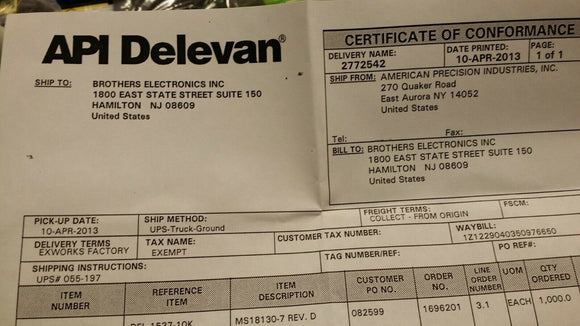 API Delevan®
SHIP TO: BROTHERS ELECTRONICS INC
1800 EAST STATE STREET SUITE 150
HAMILTON NJ 08609
United States
CERTIFICATE OF CONFORMANCE
DELIVERY NAME:
2772542
DATE PRINTED:
10-APR-2013
PAGE:
1 of 1
SHIP FROM: AMERICAN PRECISION INDUSTRIES, INC.
270 Quaker Road
East Aurora NY 14052
United States
Tel: Fax:
BILL TO: BROTHERS ELECTRONICS INC
1800 EAST STATE STREET SUITE 150
HAMILTON NJ 08609
United States
PICK-UP DATE:
10-APR-2013
SHIP METHOD:
UPS-Truck-Ground
FREIGHT TERMS:
COLLECT - FROM ORIGIN
FSCM:
DELIVERY TERMS
EXWORKS FACTORY
TAX NAME:
EXEMPT
CUSTOMER TAX NUMBER:
WAYBILL:
1Z1229040350976650
SHIPPING INSTRUCTIONS:
UPS# 055-197
TAG NUMBER/REF:
PO REF#:
ITEM NUMBER
REFERENCE ITEM
ITEM DESCRIPTION
CUSTOMER PO NO.
ORDER NO.
LINE ORDER NUMBER
UOM
QTY ORDERED
DEL 1537-10K
MS18130-7 REV. D
082599
1696201
3.1
EACH
1,000.0